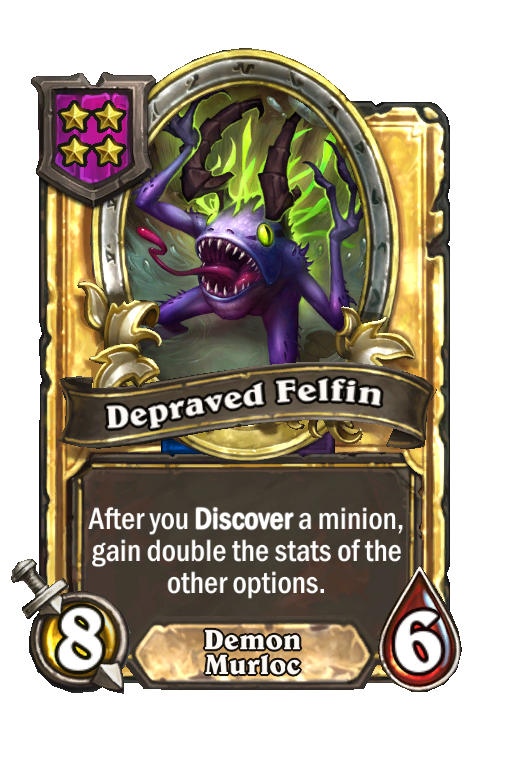 Depraved Felfin
After you Discover a minion,
gain double the stats of the
other options.
8
Demon
Murloc
6